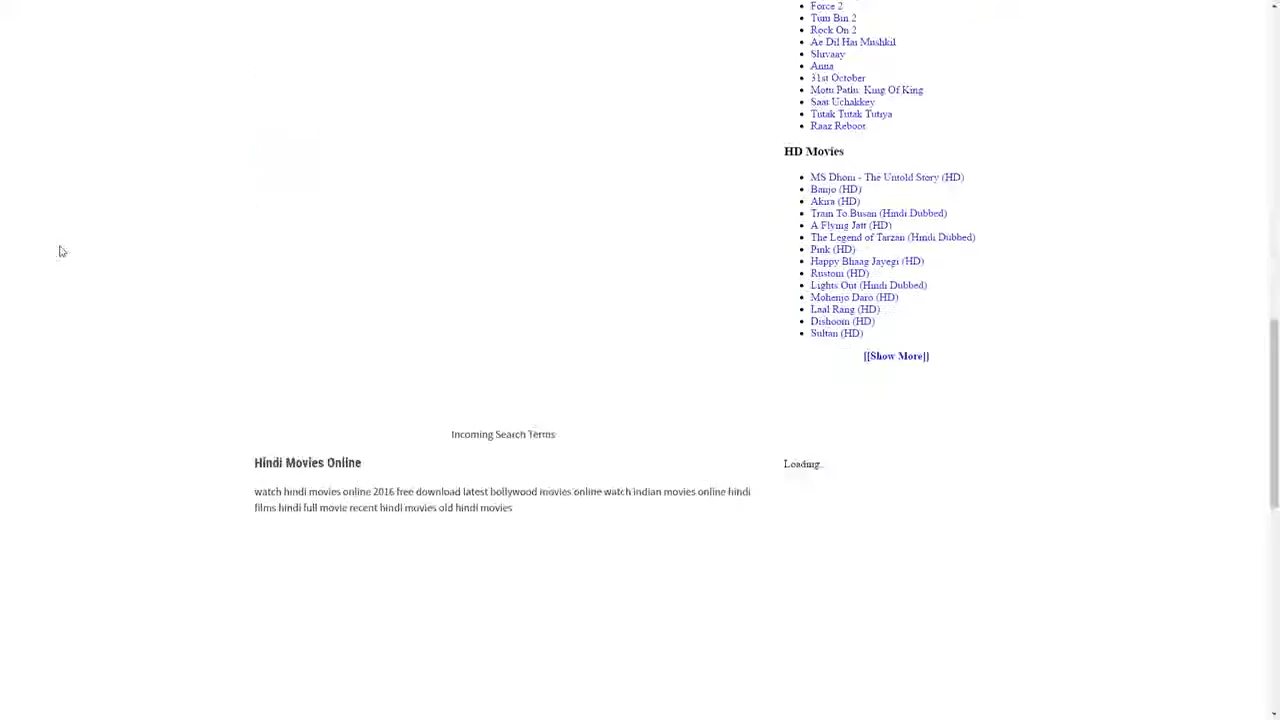 Force 2
Tum Bin 2
Rock On 2
Ae Dil Hai Mushkil
Shivaay
Anna
31st October
Motu Patlu: King Of King
Saat Uchakkey
Tutak Tutak Tutiya
Raaz Reboot
HD Movies
MS Dhoni - The Untold Story (HD)
Banjo (HD)
Akira (HD)
Train To Busan (Hindi Dubbed)
A Flying Jatt (HD)
The Legend of Tarzan (Hindi Dubbed)
Pink (HD)
Happy Bhaag Jayegi (HD)
Rustom (HD)
Lights Out (Hindi Dubbed)
Mohenjo Daro (HD)
Laal Rang (HD)
Dishoom (HD)
Sultan (HD)
[[Show More]]
Incoming Search Terms
Hindi Movies Online
Loading..
watch hindi movies online 2016 free download latest bollywood movies online watch indian movies online hindi
films hindi full movie recent hindi movies old hindi movies